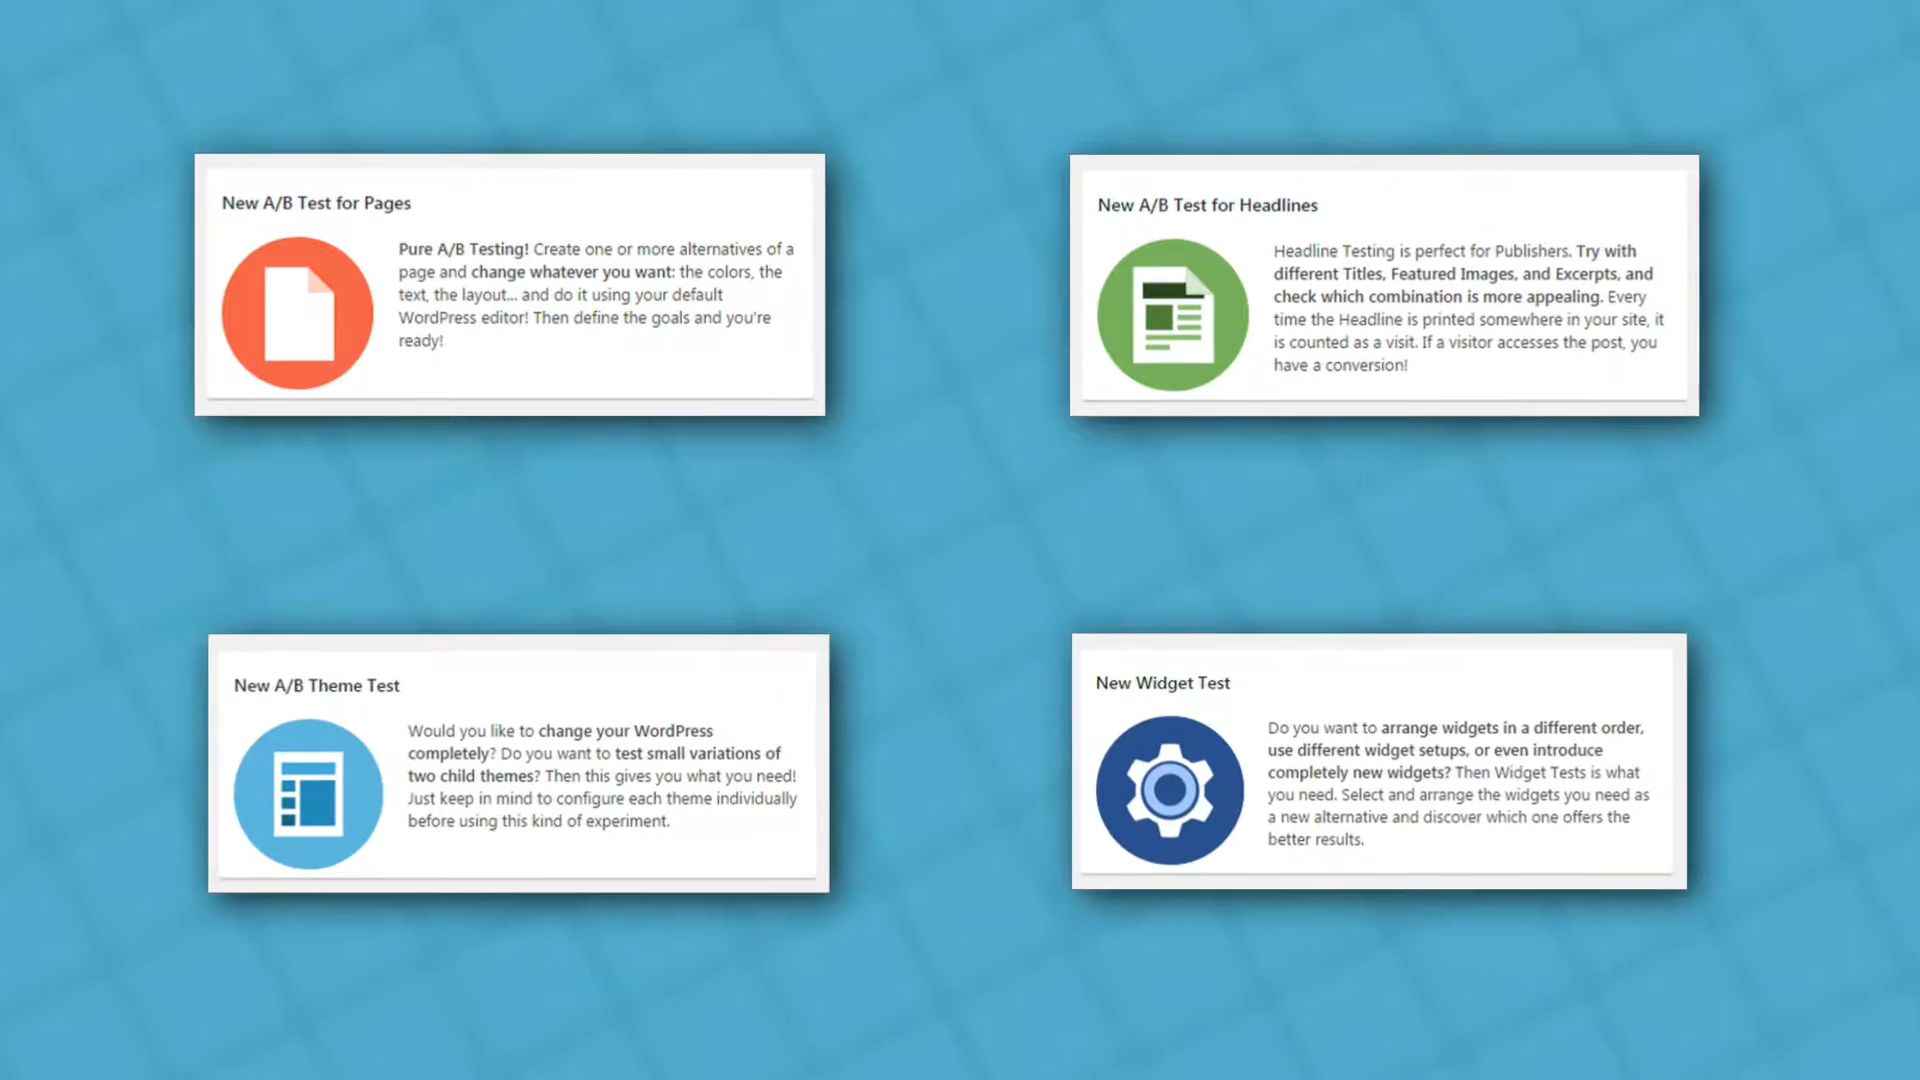 New A/B Test for Pages
Pure A/B Testing! Create one or more alternatives of a
page and change whatever you want: the colors, the
text, the layout... and do it using your default
WordPress editor! Then define the goals and you're
ready!
New A/B Test for Headlines
Headline Testing is perfect for Publishers. Try with
different Titles, Featured Images, and Excerpts, and
check which combination is more appealing. Every
time the Headline is printed somewhere in your site, it
is counted as a visit. If a visitor accesses the post, you
have a conversion!
New A/B Theme Test
Would you like to change your WordPress
completely? Do you want to test small variations of
two child themes? Then this gives you what you need!
Just keep in mind to configure each theme individually
before using this kind of experiment.
New Widget Test
Do you want to arrange widgets in a different order,
use different widget setups, or even introduce
completely new widgets? Then Widget Tests is what
you need. Select and arrange the widgets you need as
a new alternative and discover which one offers the
better results.